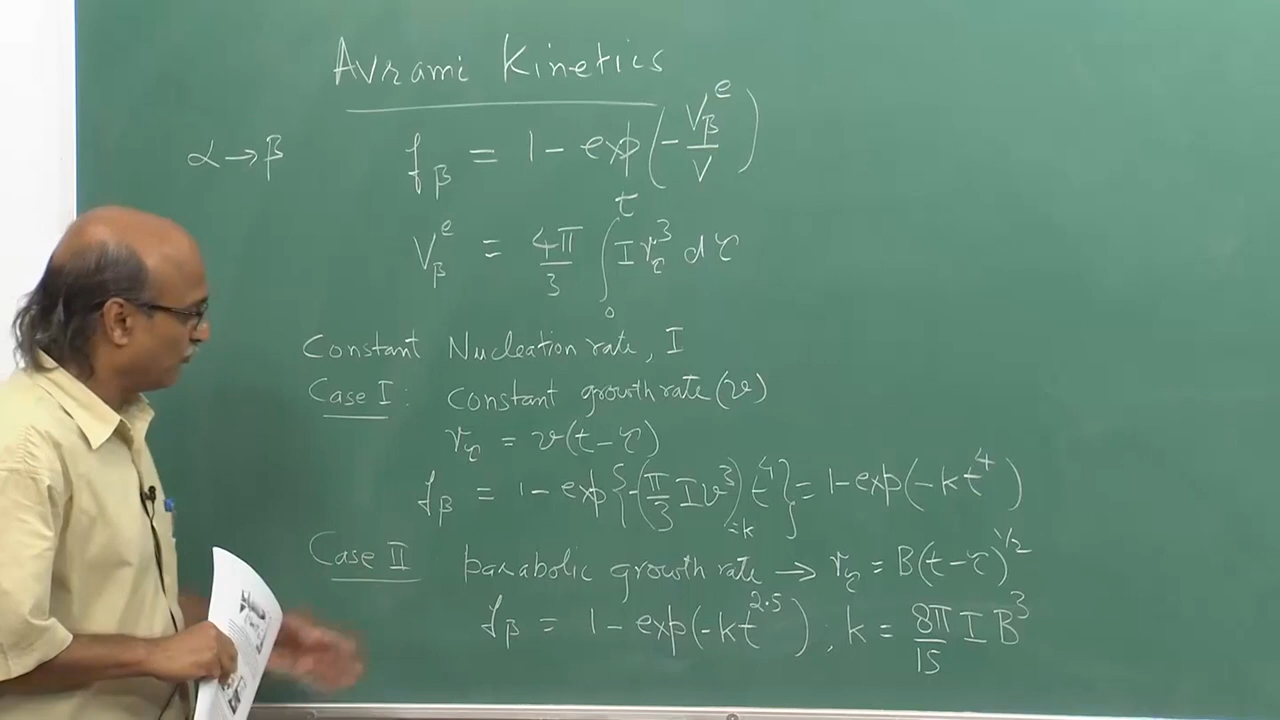 Avrami Kinetics
α→β f_β = 1 - exp(-V_β^e/V)
V_β^e = 4π/3 ∫_0^t I r_τ^3 dτ
Constant Nucleation rate, I
Case I: constant growth rate (v)
r_τ = v(t-τ)
f_β = 1-exp{-(π/3 I v^3)_{=k} t^4} = 1-exp(-kt^4)
Case II parabolic growth rate → r_τ = B(t-τ)^1/2
f_β = 1-exp(-kt^2.5); k = 8π/15 I B^3